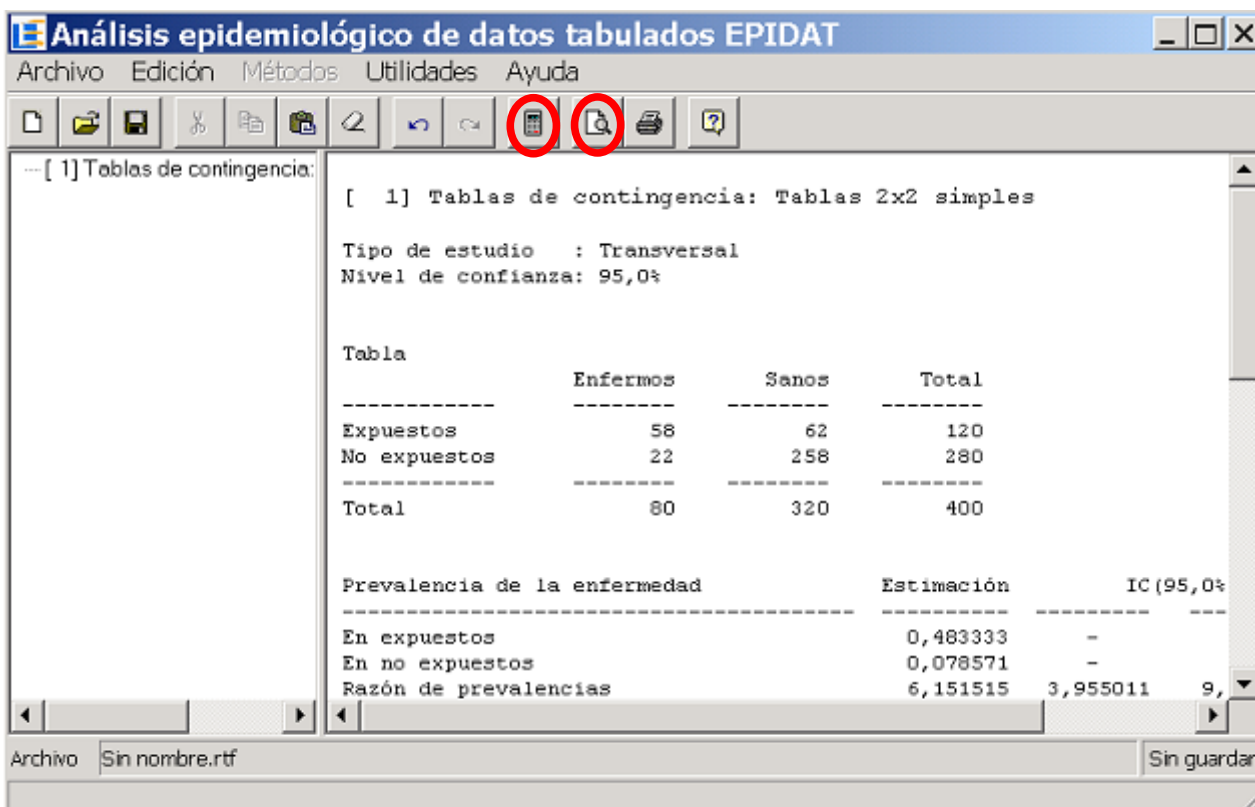 Análisis epidemiológico de datos tabulados EPIDAT
Archivo Edición Métodos Utilidades Ayuda
[ 1] Tablas de contingencia:
[ 1] Tablas de contingencia: Tablas 2x2 simples
Tipo de estudio : Transversal
Nivel de confianza: 95,0%
Tabla
Enfermos Sanos Total
------------ -------- -------- --------
Expuestos 58 62 120
No expuestos 22 258 280
------------ -------- -------- --------
Total 80 320 400
Prevalencia de la enfermedad Estimación IC(95,0%
---------------------------------------- ---------- --------- ---
En expuestos 0,483333 -
En no expuestos 0,078571 -
Razón de prevalencias 6,151515 3,955011 9,
Archivo Sin nombre.rtf Sin guardar